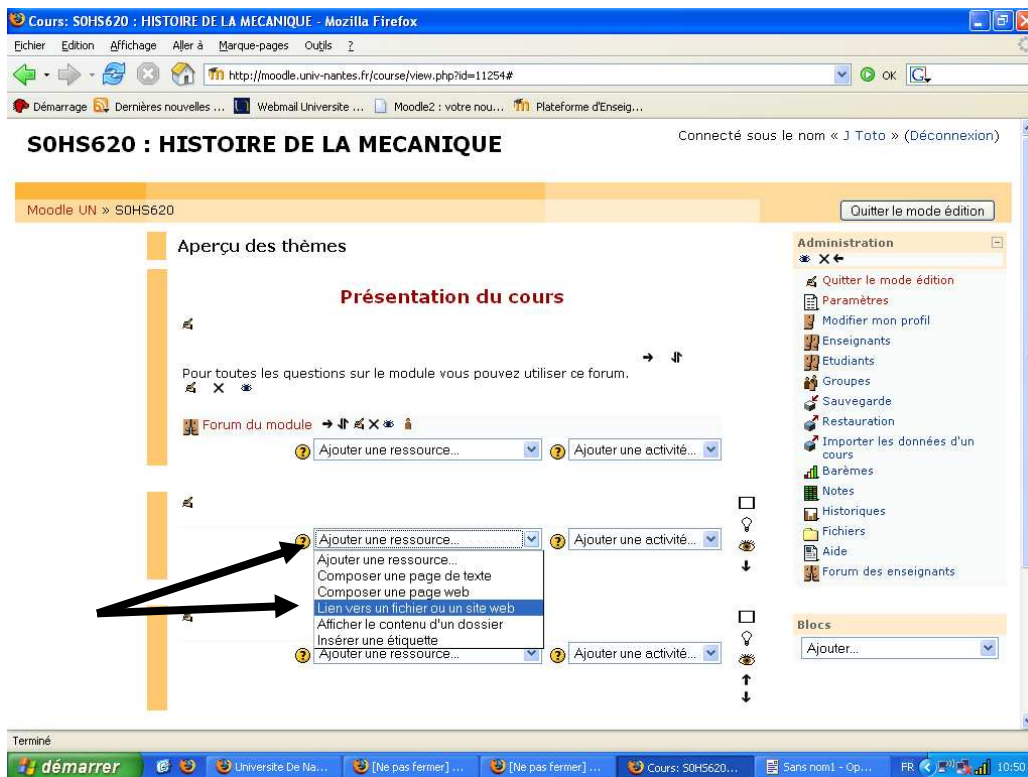 Cours: S0HS620 : HISTOIRE DE LA MECANIQUE - Mozilla Firefox
Fichier Edition Affichage Aller à Marque-pages Outils ?
http://moodle.univ-nantes.fr/course/view.php?id=11254# OK
Démarrage Dernières nouvelles ... Webmail Universite ... Moodle2 : votre nou... Plateforme d'Enseig...
S0HS620 : HISTOIRE DE LA MECANIQUE
Connecté sous le nom « J Toto » (Déconnexion)
Moodle UN » S0HS620
Quitter le mode édition
Aperçu des thèmes
Présentation du cours
Pour toutes les questions sur le module vous pouvez utiliser ce forum.
Forum du module
Ajouter une ressource... Ajouter une activité...
Ajouter une ressource... Ajouter une activité...
Ajouter une ressource...
Composer une page de texte
Composer une page web
Lien vers un fichier ou un site web
Afficher le contenu d'un dossier
Insérer une étiquette
Ajouter une ressource... Ajouter une activité...
Administration
Quitter le mode édition
Paramètres
Modifier mon profil
Enseignants
Etudiants
Groupes
Sauvegarde
Restauration
Importer les données d'un
cours
Barèmes
Notes
Historiques
Fichiers
Aide
Forum des enseignants
Blocs
Ajouter...
Terminé
démarrer Universite De Na... [Ne pas fermer] ... [Ne pas fermer] ... Cours: S0HS620... Sans nom1 - Op... FR 10:50